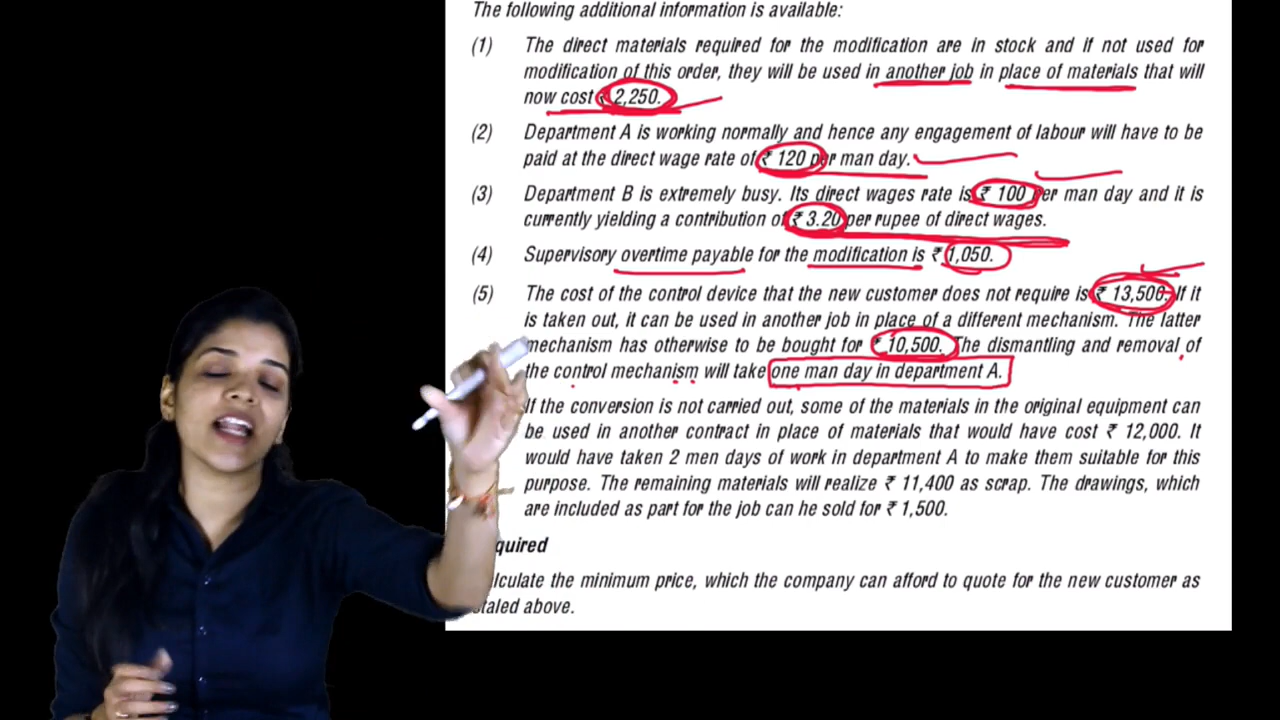 The following additional information is available:
(1) The direct materials required for the modification are in stock and if not used for
modification of this order, they will be used in another job in place of materials that will
now cost ₹ 2,250.
(2) Department A is working normally and hence any engagement of labour will have to be
paid at the direct wage rate of ₹ 120 per man day.
(3) Department B is extremely busy. Its direct wages rate is ₹ 100 per man day and it is
currently yielding a contribution of ₹ 3.20 per rupee of direct wages.
(4) Supervisory overtime payable for the modification is ₹ 1,050.
(5) The cost of the control device that the new customer does not require is ₹ 13,500. If it
is taken out, it can be used in another job in place of a different mechanism. The latter
mechanism has otherwise to be bought for ₹ 10,500. The dismantling and removal of
the control mechanism will take one man day in department A.
If the conversion is not carried out, some of the materials in the original equipment can
be used in another contract in place of materials that would have cost ₹ 12,000. It
would have taken 2 men days of work in department A to make them suitable for this
purpose. The remaining materials will realize ₹ 11,400 as scrap. The drawings, which
are included as part for the job can he sold for ₹ 1,500.
quired
lculate the minimum price, which the company can afford to quote for the new customer as
staled above.